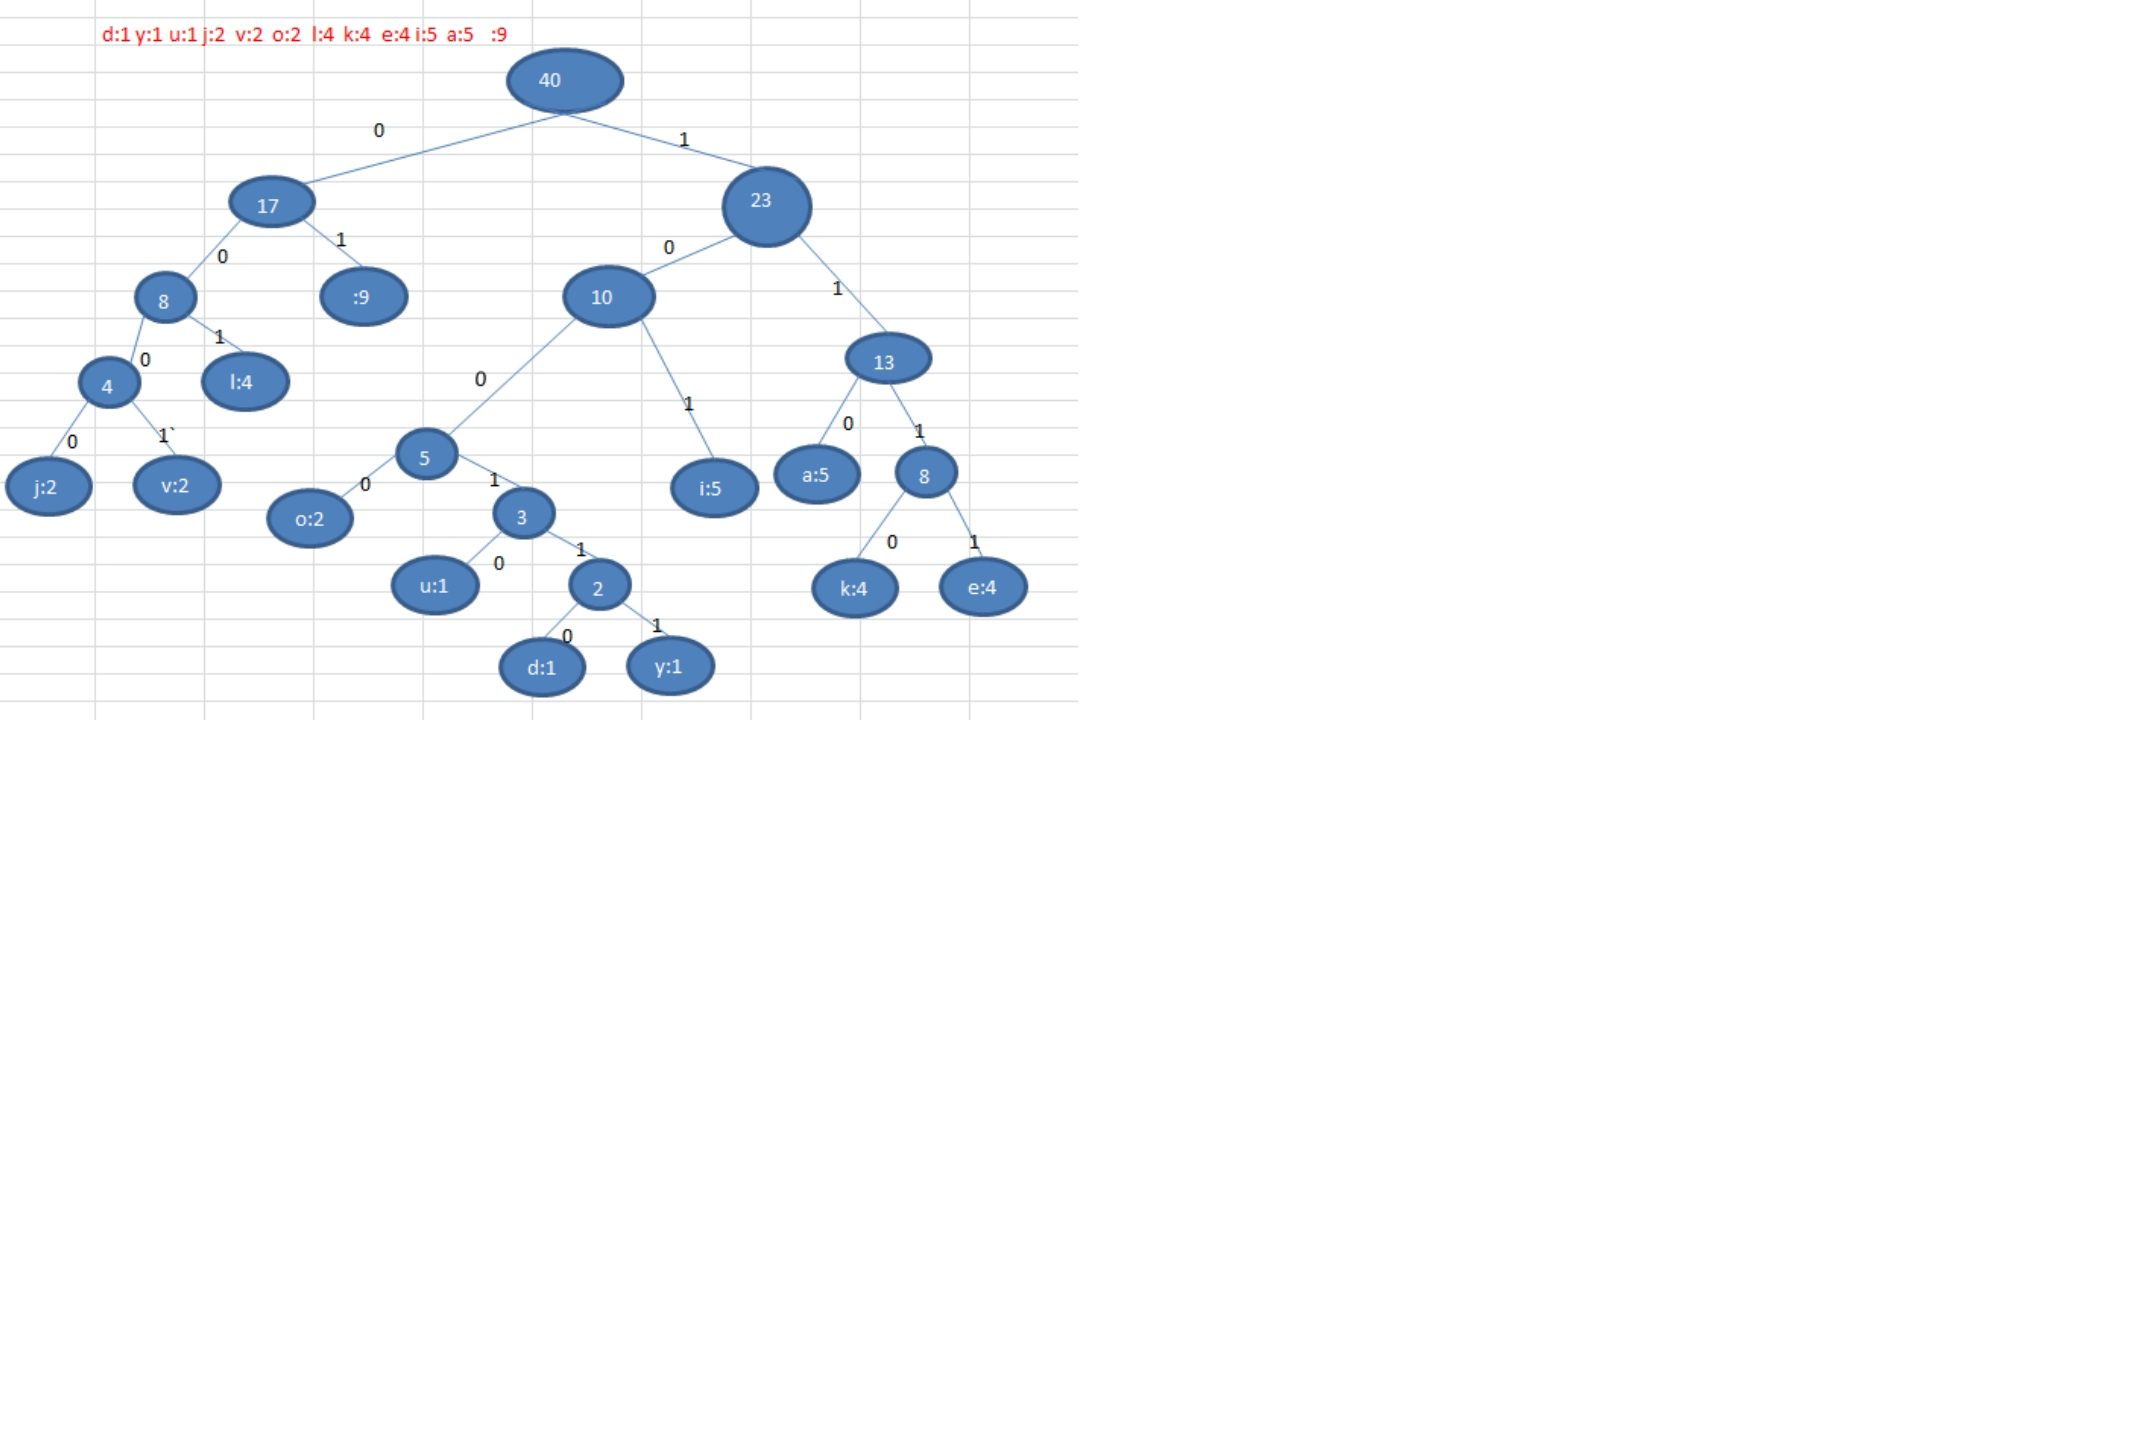 d:1 y:1 u:1 j:2 v:2 o:2 l:4 k:4 e:4 i:5 a:5 :9
40
0 1
17 23
0 1 0 1
8 :9 10
0 1 13
4 l:4 0 1 0 1
0 1`
5 a:5 8
j:2 v:2 0 1 i:5
o:2 3 0 1
0 1 k:4 e:4
u:1 2
0 1
d:1 y:1